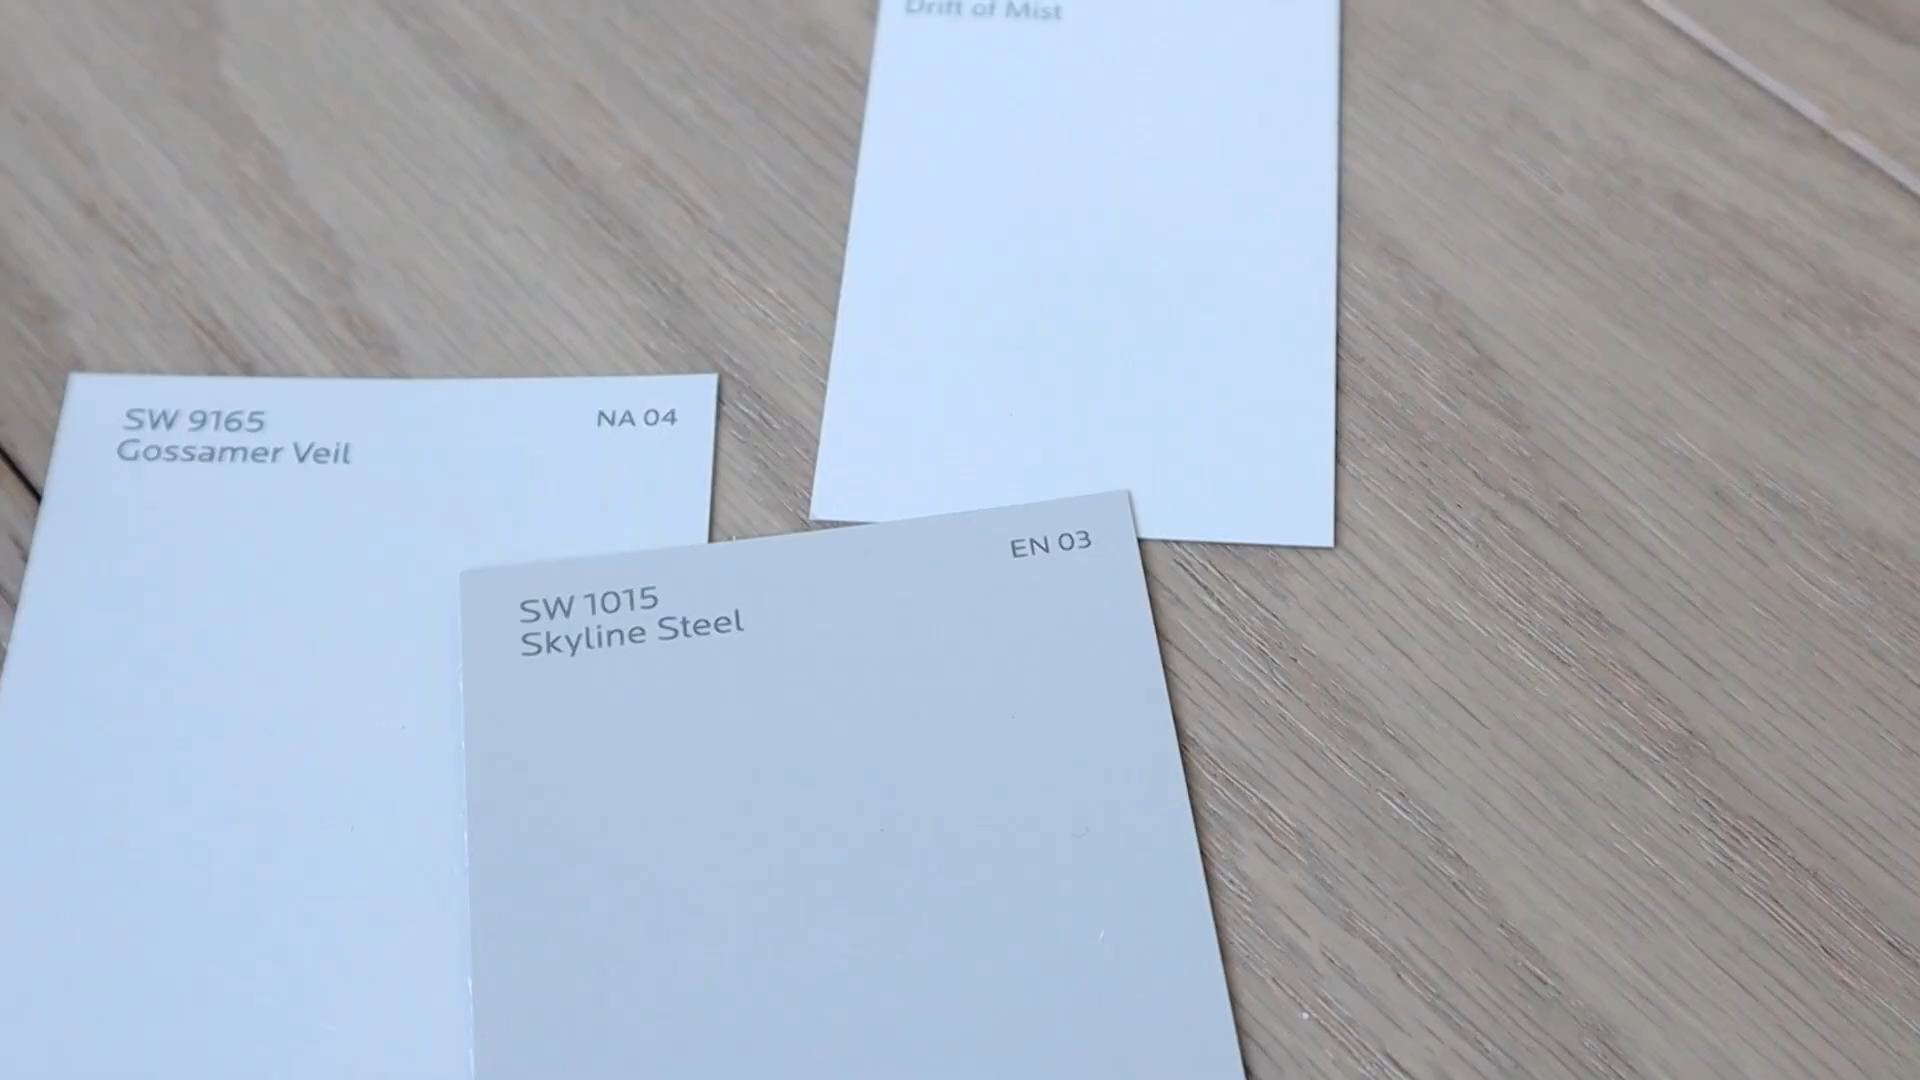 Drift of Mist
SW 9165
NA 04
Gossamer Veil
EN 03
SW 1015
Skyline Steel